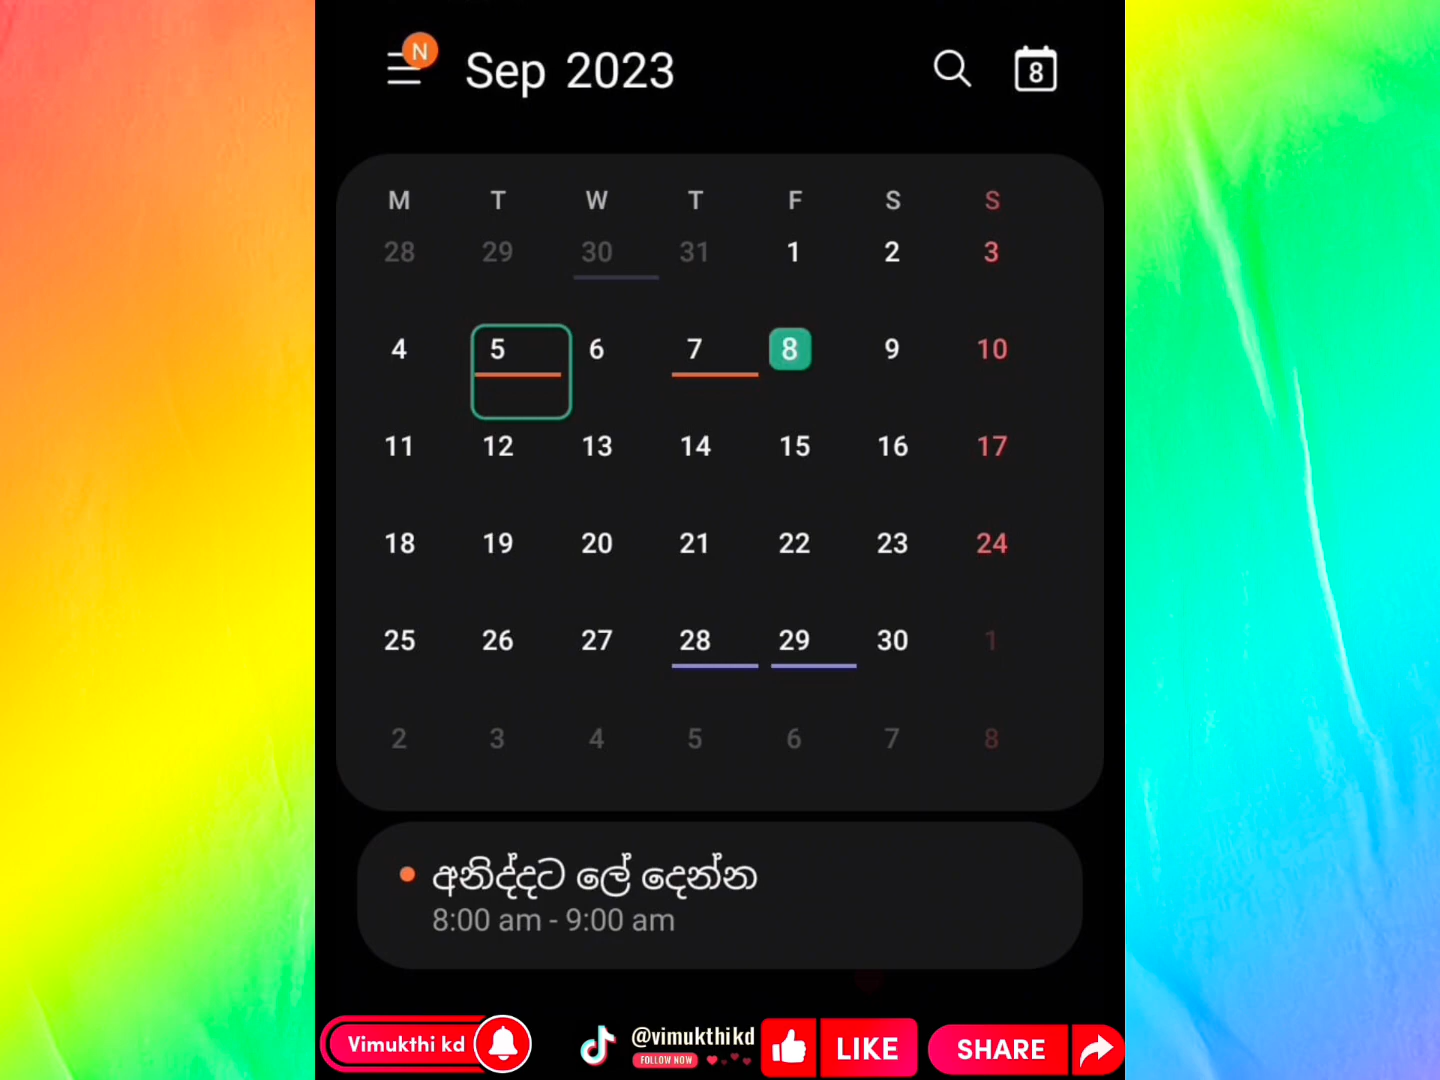 N
Sep 2023
8
M T W T F S S
28 29 30 31 1 2 3
4 5 6 7 8 9 10
11 12 13 14 15 16 17
18 19 20 21 22 23 24
25 26 27 28 29 30 1
2 3 4 5 6 7 8
අනිද්දට ලේ දෙන්න
8:00 am - 9:00 am
Vimukthi kd
@vimukthikd
FOLLOW NOW
LIKE
SHARE